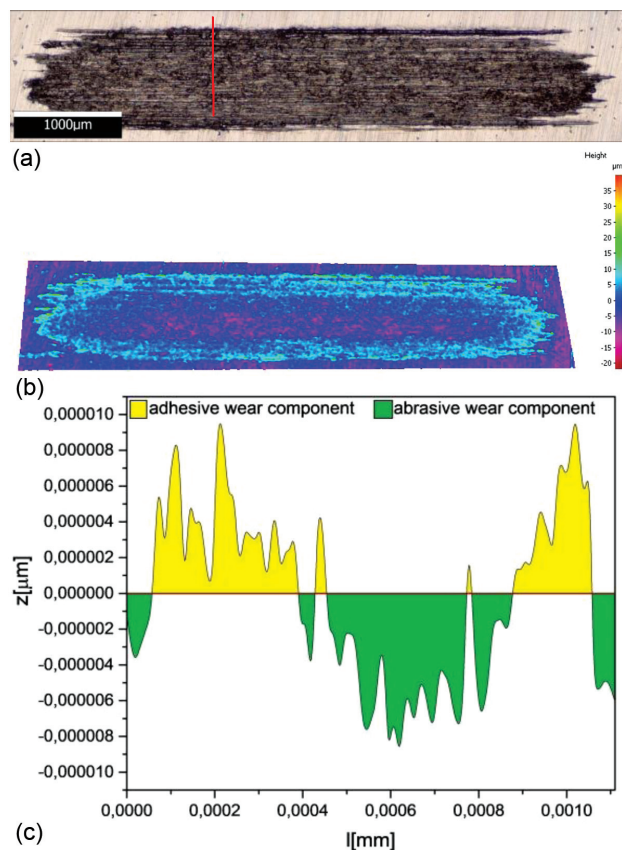 1000µm
(a)
Height
µm
35
30
25
20
15
10
5
0
-5
-10
-15
-20
(b)
adhesive wear component
abrasive wear component
0,000010
0,000008
0,000006
0,000004
0,000002
0,000000
-0,000002
-0,000004
-0,000006
-0,000008
-0,000010
z[µm]
0,0000
0,0002
0,0004
0,0006
0,0008
0,0010
l[mm]
(c)